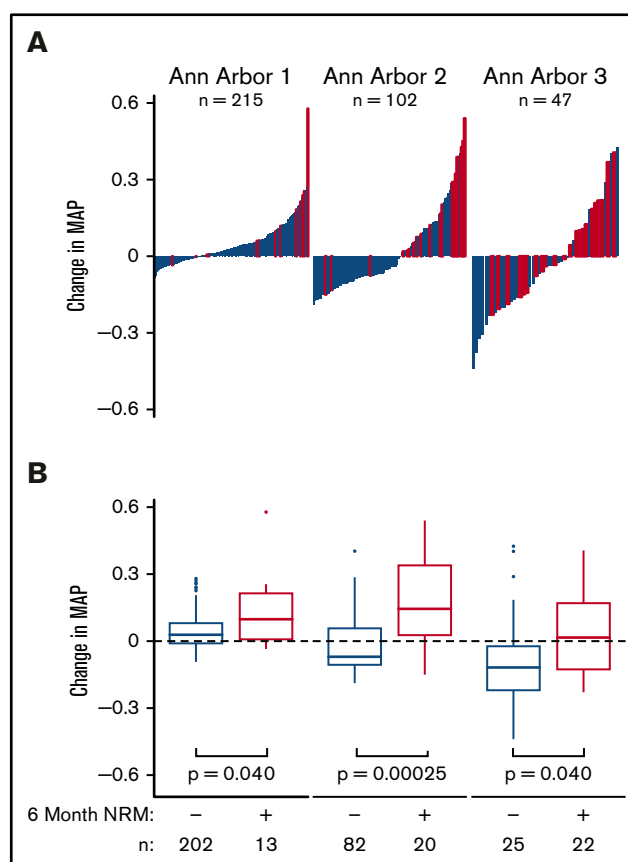 A
Ann Arbor 1 Ann Arbor 2 Ann Arbor 3
n = 215 n = 102 n = 47
Change in MAP
0.6
0.3
0
−0.3
−0.6
B
Change in MAP
0.6
0.3
0
−0.3
−0.6
p = 0.040 p = 0.00025 p = 0.040
6 Month NRM: − + − + − +
n: 202 13 82 20 25 22